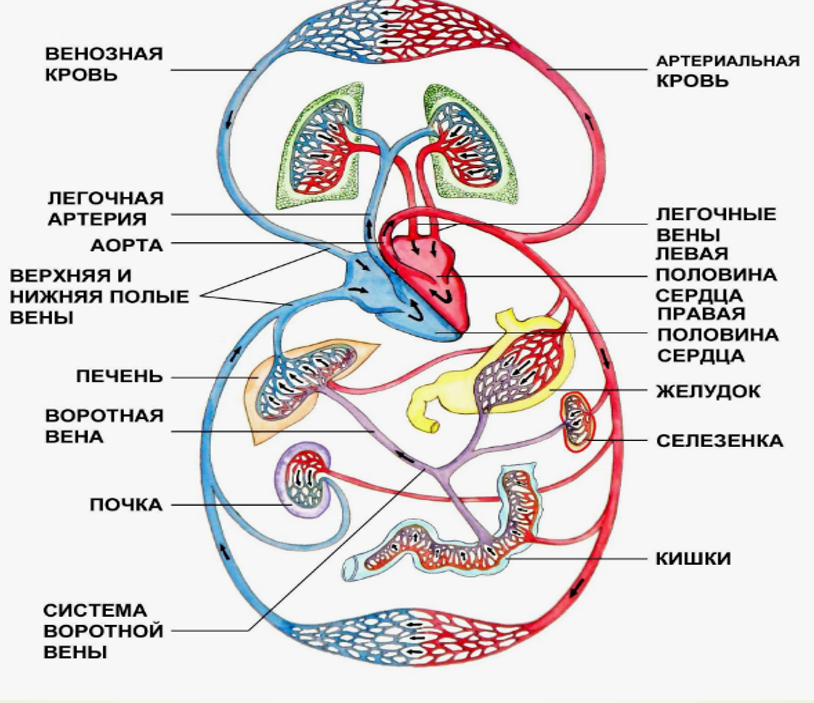 ВЕНОЗНАЯ
КРОВЬ
ЛЕГОЧНАЯ
АРТЕРИЯ
АОРТА
ВЕРХНЯЯ И
НИЖНЯЯ ПОЛЫЕ
ВЕНЫ
ПЕЧЕНЬ
ВОРОТНАЯ
ВЕНА
ПОЧКА
СИСТЕМА
ВОРОТНОЙ
ВЕНЫ
АРТЕРИАЛЬНАЯ
КРОВЬ
ЛЕГОЧНЫЕ
ВЕНЫ
ЛЕВАЯ
ПОЛОВИНА
СЕРДЦА
ПРАВАЯ
ПОЛОВИНА
СЕРДЦА
ЖЕЛУДОК
СЕЛЕЗЕНКА
КИШКИ